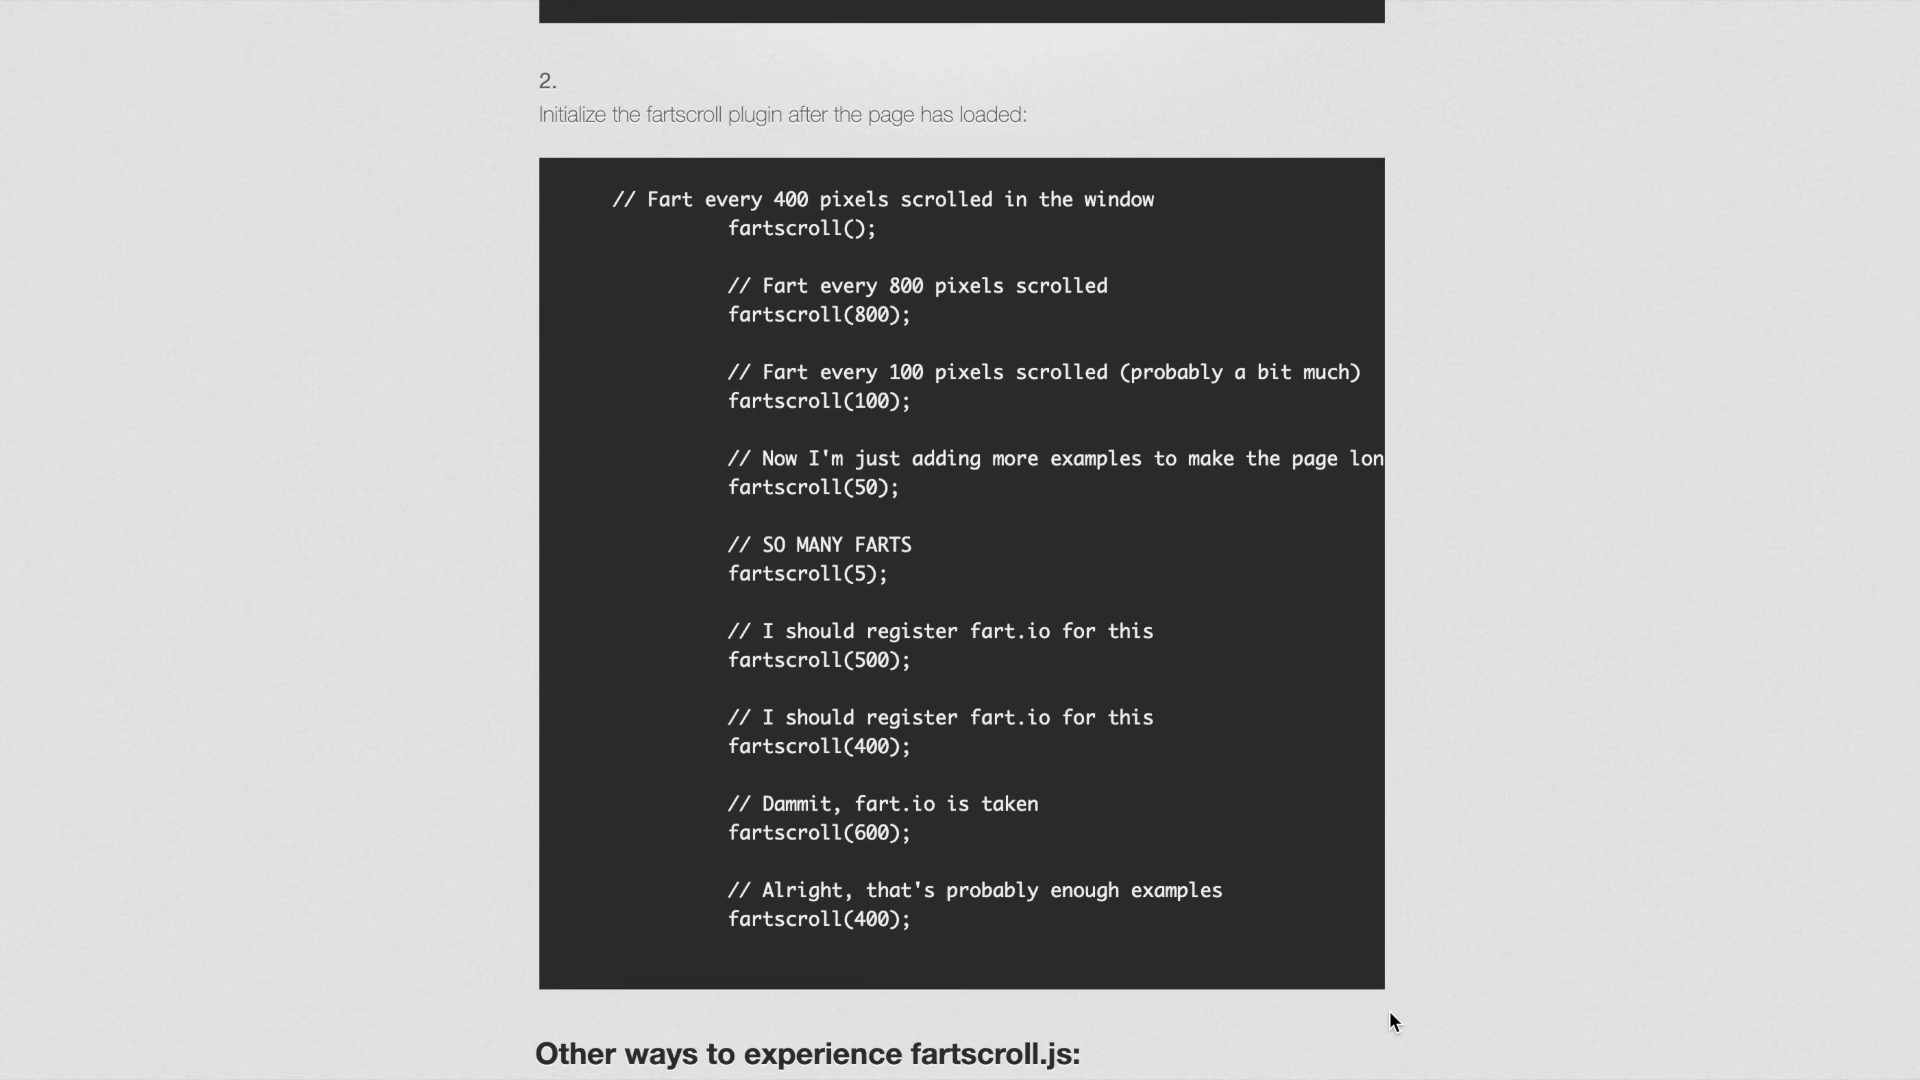 2.
Initialize the fartscroll plugin after the page has loaded:
// Fart every 400 pixels scrolled in the window
fartscroll();
// Fart every 800 pixels scrolled
fartscroll(800);
// Fart every 100 pixels scrolled (probably a bit much)
fartscroll(100);
// Now I'm just adding more examples to make the page lon
fartscroll(50);
// SO MANY FARTS
fartscroll(5);
// I should register fart.io for this
fartscroll(500);
// I should register fart.io for this
fartscroll(400);
// Dammit, fart.io is taken
fartscroll(600);
// Alright, that's probably enough examples
fartscroll(400);
Other ways to experience fartscroll.js: